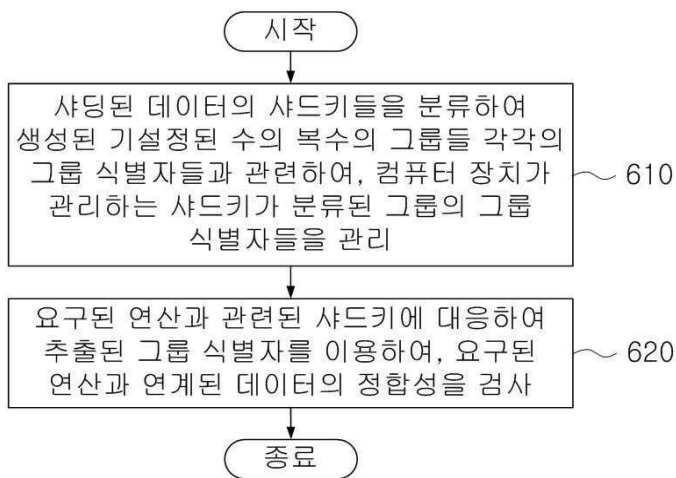 시작
샤딩된 데이터의 샤드키들을 분류하여
생성된 기설정된 수의 복수의 그룹들 각각의
그룹 식별자들과 관련하여, 컴퓨터 장치가
관리하는 샤드키가 분류된 그룹의 그룹
식별자들을 관리
610
요구된 연산과 관련된 샤드키에 대응하여
추출된 그룹 식별자를 이용하여, 요구된
연산과 연계된 데이터의 정합성을 검사
620
종료